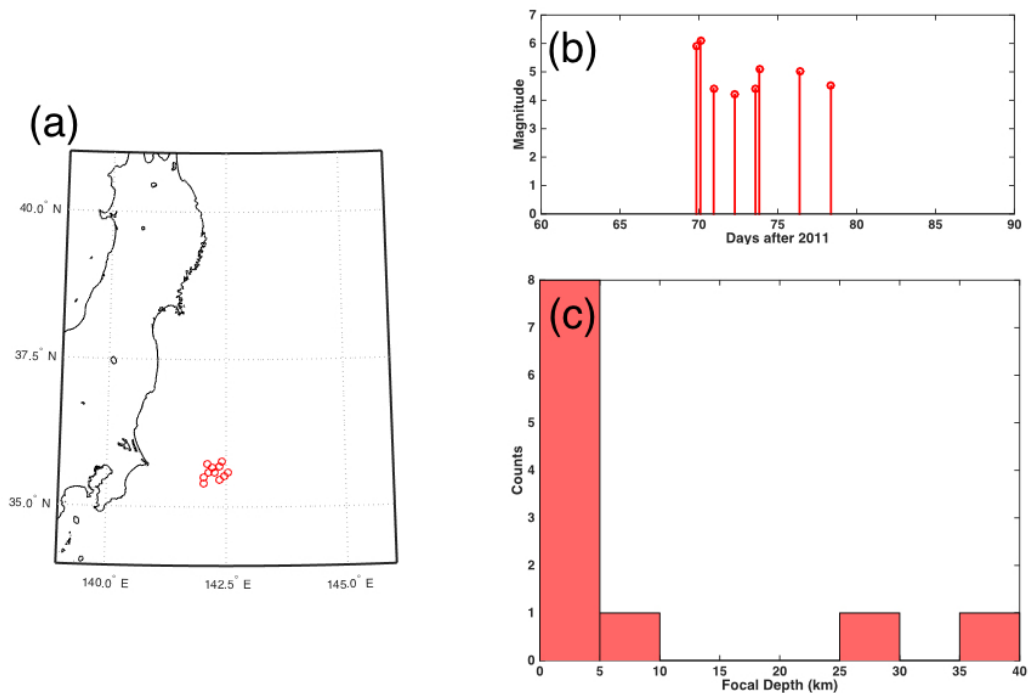 (a)
40.0° N
37.5° N
35.0° N
140.0° E
142.5° E
145.0° E
(b)
7
6
5
4
3
2
1
0
Magnitude
60 65 70 75 80 85 90
Days after 2011
(c)
8
7
6
5
4
3
2
1
0
Counts
0 5 10 15 20 25 30 35 40
Focal Depth (km)